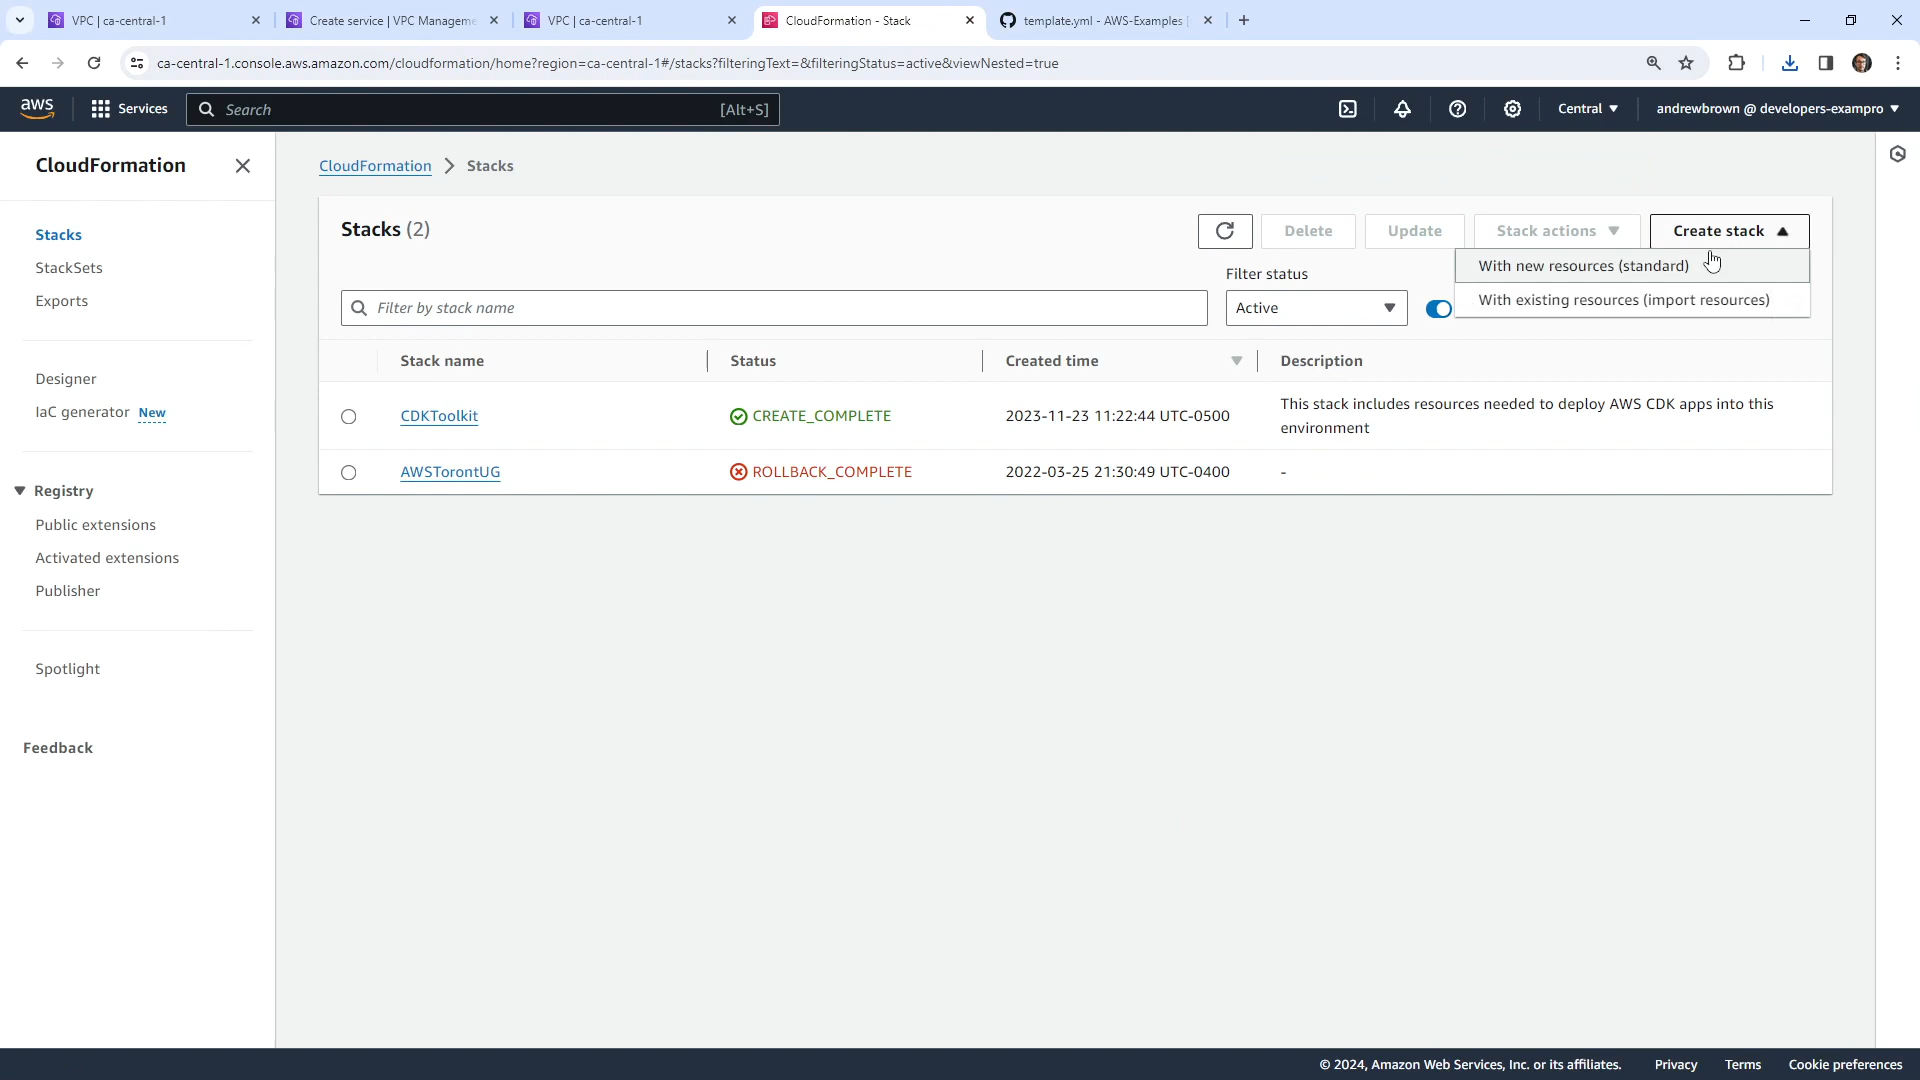 VPC | ca-central-1
Create service | VPC Manageme
VPC | ca-central-1
CloudFormation - Stack
template.yml - AWS-Examples
ca-central-1.console.aws.amazon.com/cloudformation/home?region=ca-central-1#/stacks?filteringText=&filteringStatus=active&viewNested=true
aws
Services
Search
[Alt+S]
Central
andrewbrown @ developers-exampro
CloudFormation
CloudFormation
Stacks
Stacks (2)
Delete
Update
Stack actions
Create stack
With new resources (standard)
With existing resources (import resources)
Filter status
Filter by stack name
Active
Stack name
Status
Created time
Description
CDKToolkit
CREATE_COMPLETE
2023-11-23 11:22:44 UTC-0500
This stack includes resources needed to deploy AWS CDK apps into this
environment
AWSTorontUG
ROLLBACK_COMPLETE
2022-03-25 21:30:49 UTC-0400
-
Stacks
StackSets
Exports
Designer
IaC generator New
Registry
Public extensions
Activated extensions
Publisher
Spotlight
Feedback
© 2024, Amazon Web Services, Inc. or its affiliates.
Privacy
Terms
Cookie preferences